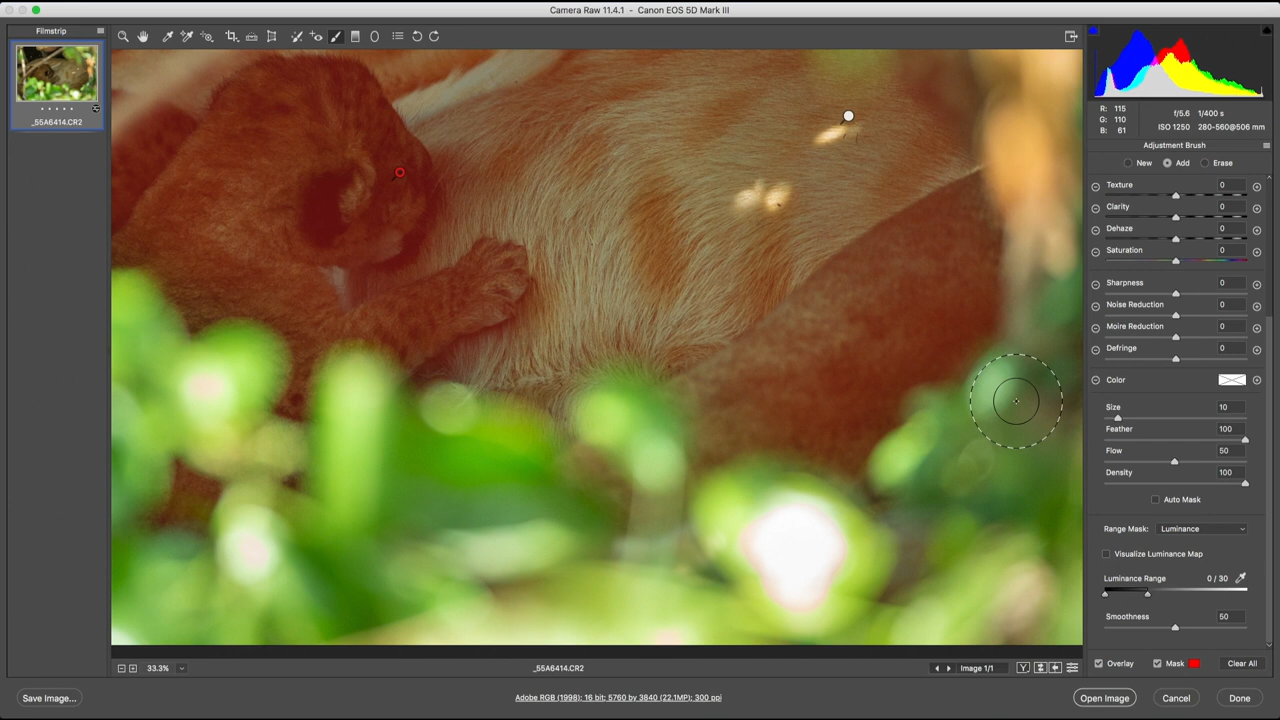 Camera Raw 11.4.1 - Canon EOS 5D Mark III
Filmstrip
_55A6414.CR2
R: 115
G: 110
B: 61
f/5.6 1/400 s
ISO 1250 280-560@506 mm
Adjustment Brush
New Add Erase
Texture 0
Clarity 0
Dehaze 0
Saturation 0
Sharpness 0
Noise Reduction 0
Moire Reduction 0
Defringe 0
Color
Size 10
Feather 100
Flow 50
Density 100
Auto Mask
Range Mask: Luminance
Visualize Luminance Map
Luminance Range 0 / 30
Smoothness 50
33.3% _55A6414.CR2 Image 1/1 Y Overlay Mask Clear All
Save Image... Adobe RGB (1998); 16 bit; 5760 by 3840 (22.1MP); 300 ppi Open Image Cancel Done